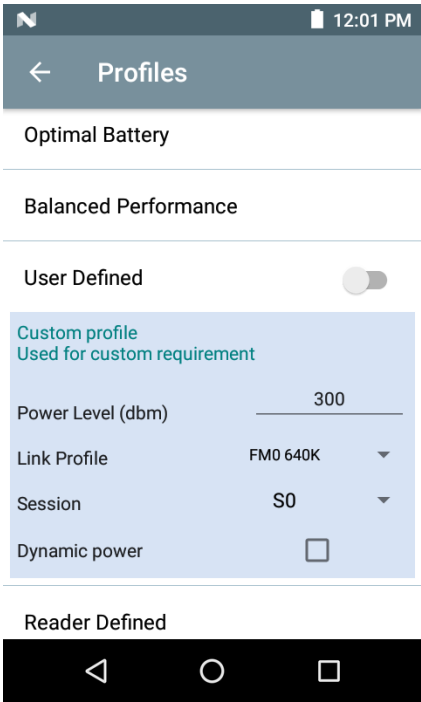 12:01 PM
Profiles
Optimal Battery
Balanced Performance
User Defined
Custom profile
Used for custom requirement
Power Level (dbm) 300
Link Profile FM0 640K
Session S0
Dynamic power
Reader Defined